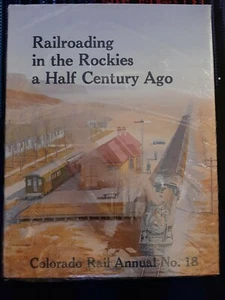 Railroading
in the Rockies
a Half Century Ago
Colorado Rail Annual No. 18